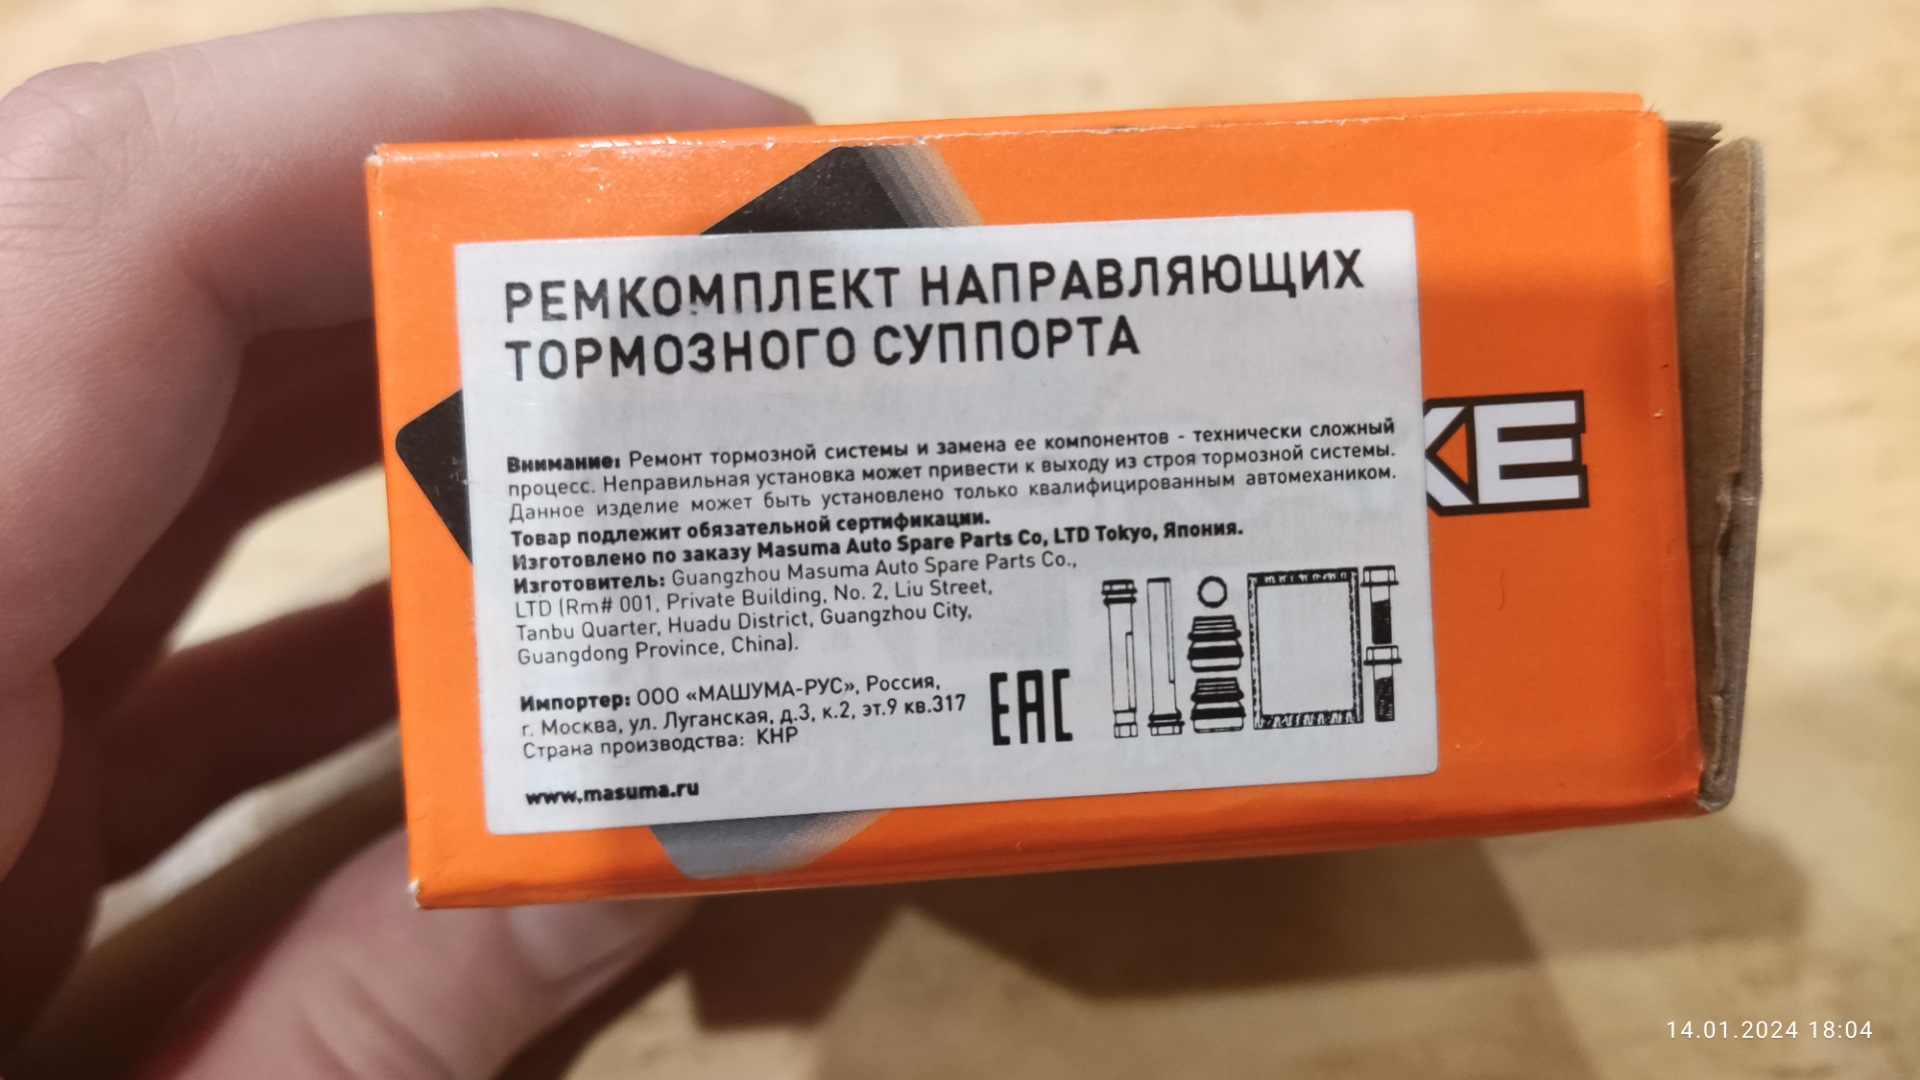 РЕМКОМПЛЕКТ НАПРАВЛЯЮЩИХ
ТОРМОЗНОГО СУППОРТА
Внимание: Ремонт тормозной системы и замена ее компонентов - технически сложный
процесс. Неправильная установка может привести к выходу из строя тормозной системы.
Данное изделие может быть установлено только квалифицированным автомехаником.
Товар подлежит обязательной сертификации.
Изготовлено по заказу Masuma Auto Spare Parts Co, LTD Tokyo, Япония.
Изготовитель: Guangzhou Masuma Auto Spare Parts Co.,
LTD (Rm# 001, Private Building, No. 2, Liu Street,
Tanbu Quarter, Huadu District, Guangzhou City,
Guangdong Province, China).
Импортер: ООО «МАШУМА-РУС», Россия,
г. Москва, ул. Луганская, д.3, к.2, эт.9 кв.317
Страна производства: КНР
www.masuma.ru
EAC
KE
14.01.2024 18:04